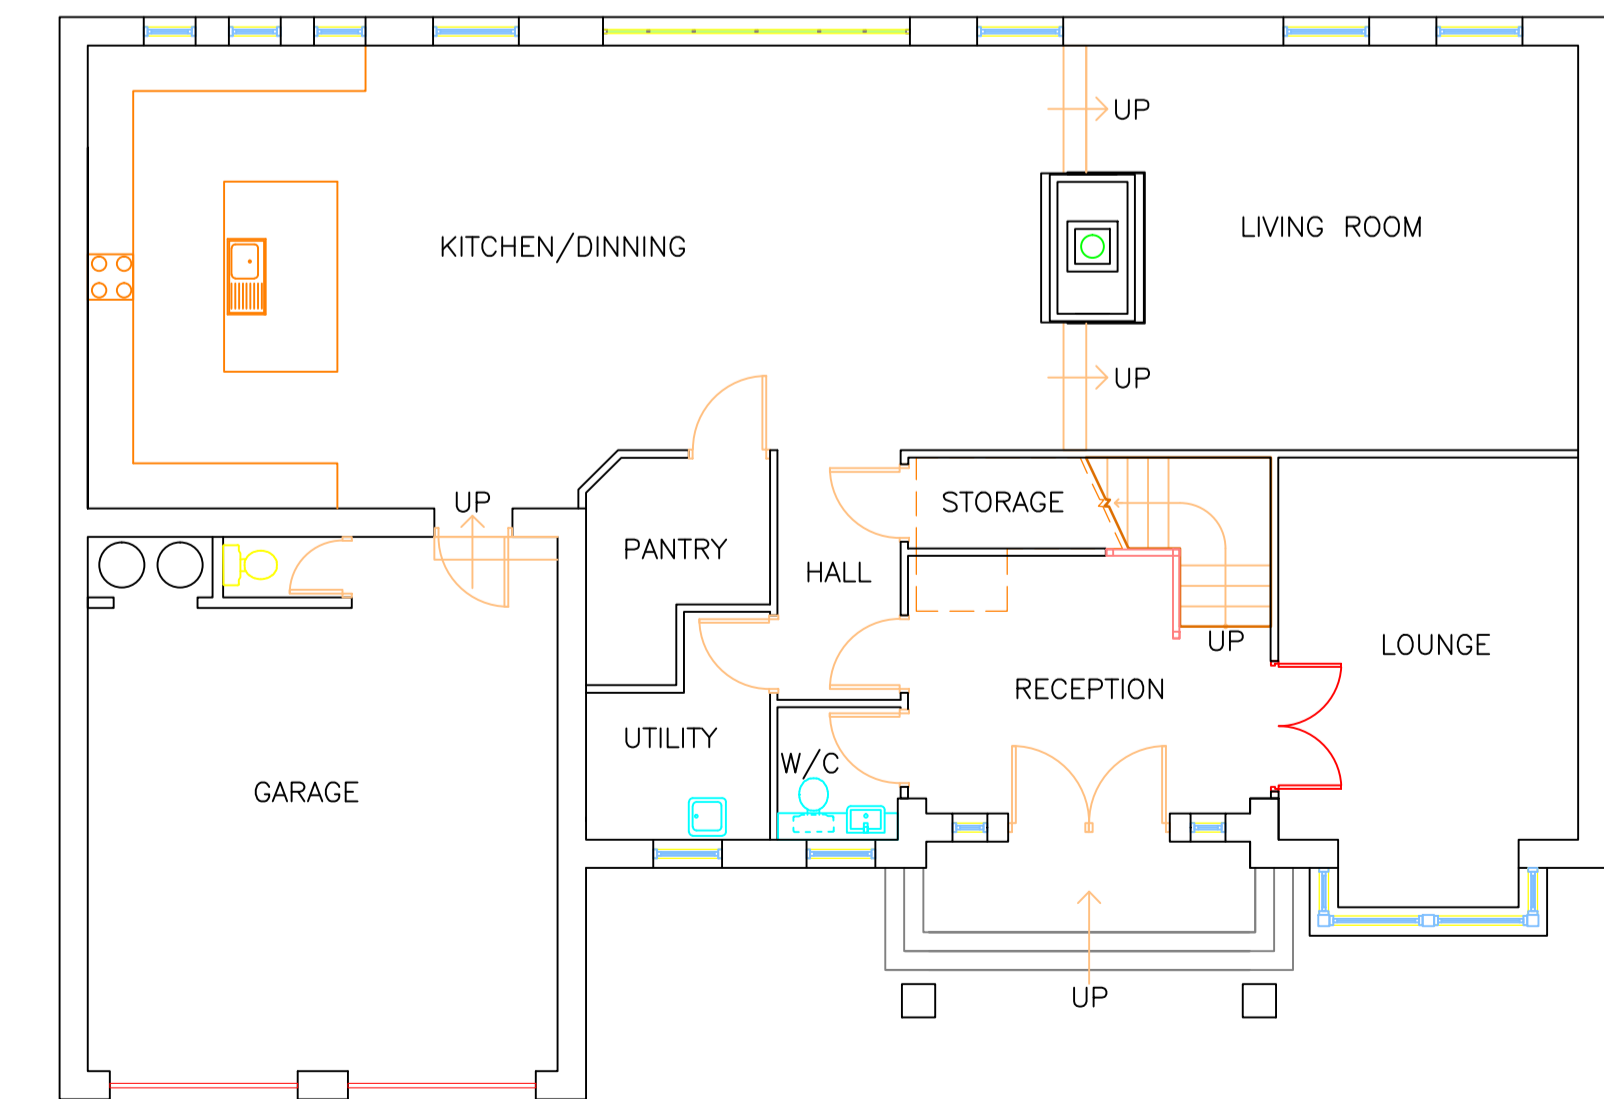 UP
LIVING ROOM
KITCHEN/DINNING
UP
UP
STORAGE
PANTRY
HALL
UP
LOUNGE
RECEPTION
UTILITY
W/C
GARAGE
UP